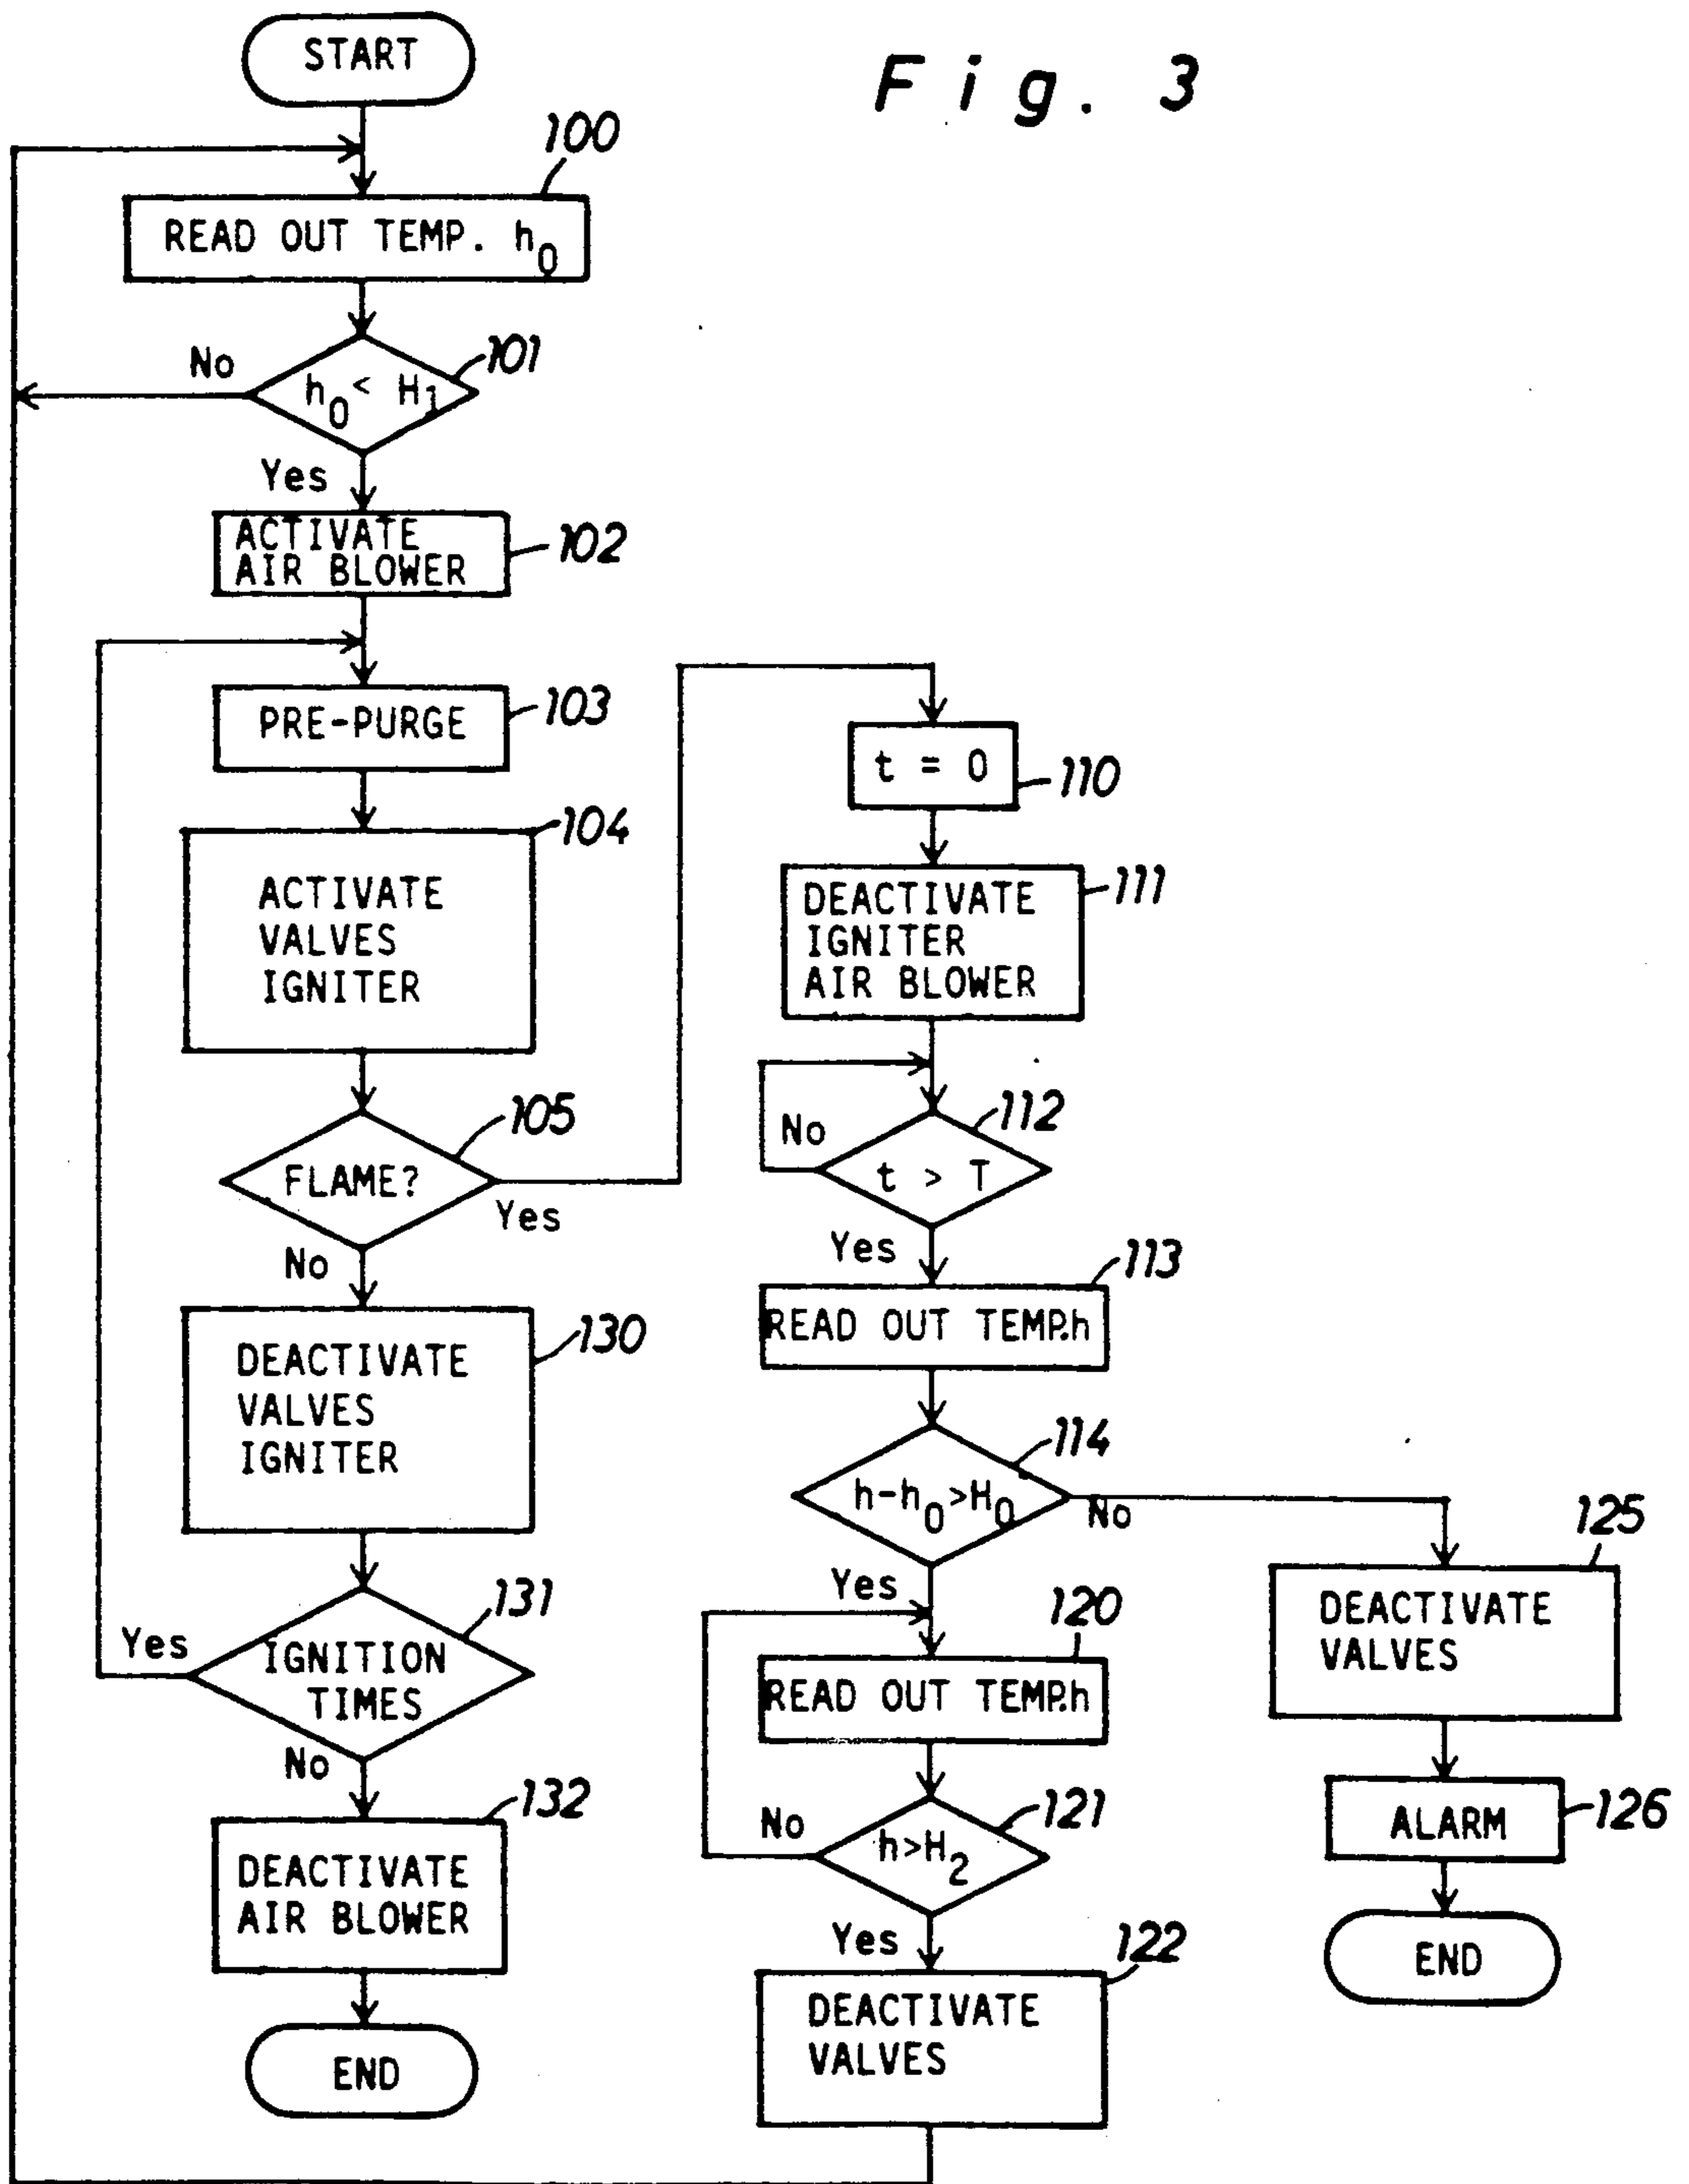 Fig. 3
START
100
READ OUT TEMP. h0
101
No
h0 < H1
Yes
ACTIVATE
AIR BLOWER
102
PRE-PURGE
103
104
ACTIVATE
VALVES
IGNITER
105
FLAME?
Yes
No
130
DEACTIVATE
VALVES
IGNITER
131
Yes
IGNITION
TIMES
No
132
DEACTIVATE
AIR BLOWER
END
t = 0
110
111
DEACTIVATE
IGNITER
AIR BLOWER
112
No
t > T
Yes
113
READ OUT TEMP.h
114
h-h0>H0
No
Yes
120
READ OUT TEMP.h
121
No
h>H2
Yes
122
DEACTIVATE
VALVES
125
DEACTIVATE
VALVES
ALARM
126
END